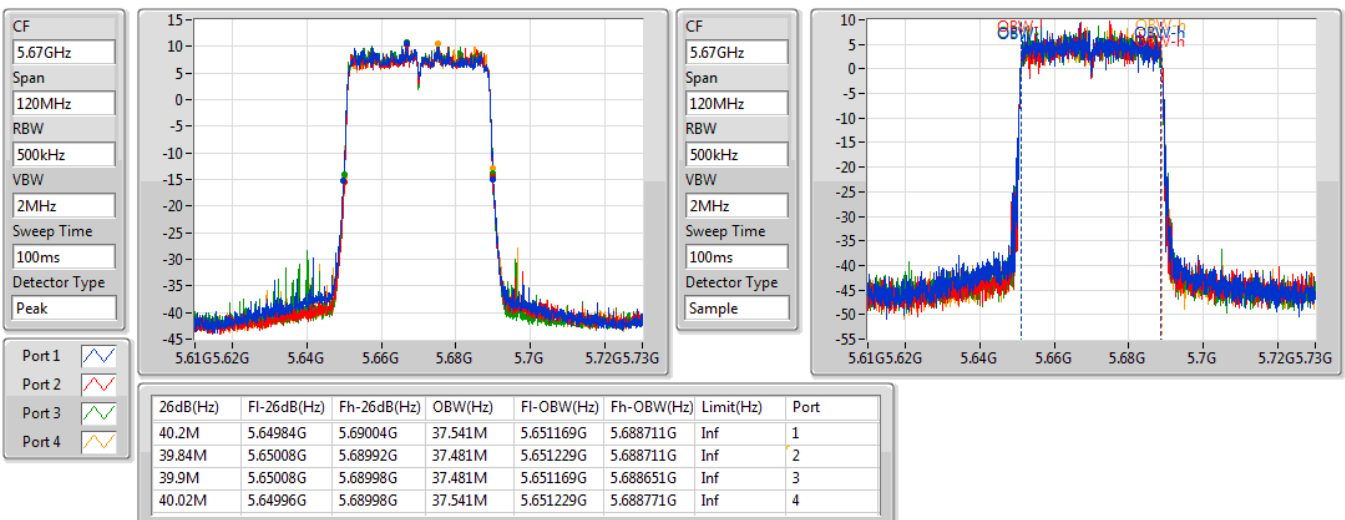 CF
5.67GHz
Span
120MHz
RBW
500kHz
VBW
2MHz
Sweep Time
100ms
Detector Type
Peak
15
10
5
0
-5
-10
-15
-20
-25
-30
-35
-40
-45
5.61G 5.62G 5.64G 5.66G 5.68G 5.7G 5.72G 5.73G
CF
5.67GHz
Span
120MHz
RBW
500kHz
VBW
2MHz
Sweep Time
100ms
Detector Type
Sample
10
5
0
-5
-10
-15
-20
-25
-30
-35
-40
-45
-50
-55
OBW-h
OBW-h
5.61G 5.62G 5.64G 5.66G 5.68G 5.7G 5.72G 5.73G
Port 1
Port 2
Port 3
Port 4
26dB(Hz) Fl-26dB(Hz) Fh-26dB(Hz) OBW(Hz) Fl-OBW(Hz) Fh-OBW(Hz) Limit(Hz) Port
40.2M 5.64984G 5.69004G 37.541M 5.651169G 5.688711G Inf 1
39.84M 5.65008G 5.68992G 37.481M 5.651229G 5.688711G Inf 2
39.9M 5.65008G 5.68998G 37.481M 5.651169G 5.688651G Inf 3
40.02M 5.64996G 5.68998G 37.541M 5.651229G 5.688771G Inf 4